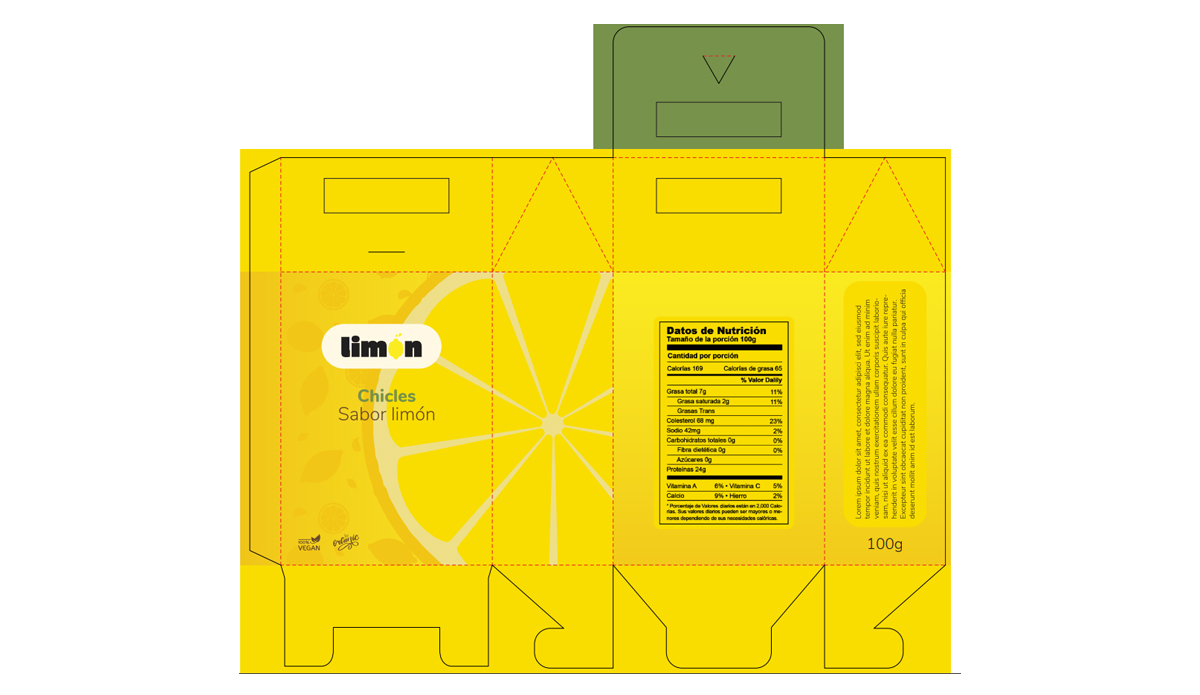 limón
Chicles
Sabor limón
100%
VEGAN
ORGANIC
Datos de Nutrición
Tamaño de la porción 100g
Cantidad por porción
Calorías 169 Calorías de grasa 65
% Valor Dalily
Grasa total 7g 11%
Grasa saturada 2g 11%
Grasas Trans
Colesterol 68 mg 23%
Sodio 42mg 2%
Carbohidratos totales 0g 0%
Fibra dietética 0g 0%
Azúcares 0g
Proteínas 24g
Vitamina A 6% • Vitamina C 5%
Calcio 9% • Hierro 2%
* Porcentaje de Valores diarios están en 2,000 Calo-
rías. Sus valores diarios pueden ser mayores o me-
nores dependiendo de sus necesidades calóricas.
Lorem ipsum dolor sit amet, consectetur adipisci elit, sed eiusmod
tempor incidunt ut labore et dolore magna aliqua. Ut enim ad minim
veniam, quis nostrum exercitationem ullam corporis suscipit laborio-
sam, nisi ut aliquid ex ea commodi consequatur. Quis aute iure repre-
henderit in voluptate velit esse cillum dolore eu fugiat nulla pariatur.
Excepteur sint obcaecat cupiditat non proident, sunt in culpa qui officia
deserunt mollit anim id est laborum.
100g